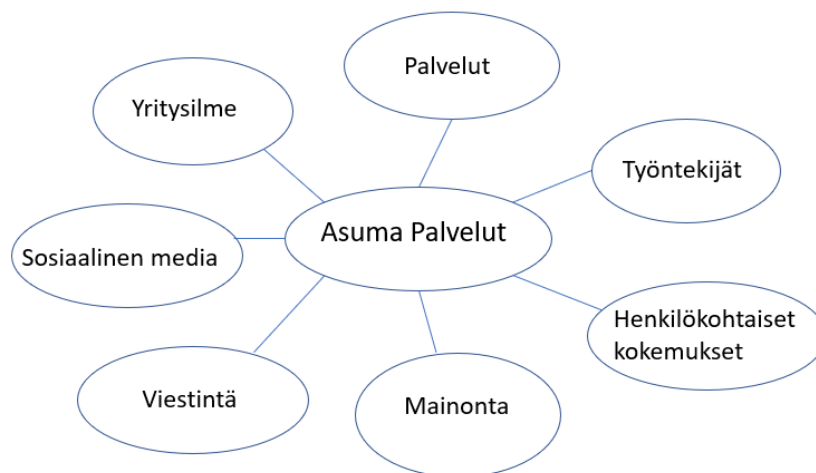 Palvelut
Yritysilme
Työntekijät
Asuma Palvelut
Sosiaalinen media
Henkilökohtaiset
kokemukset
Viestintä
Mainonta